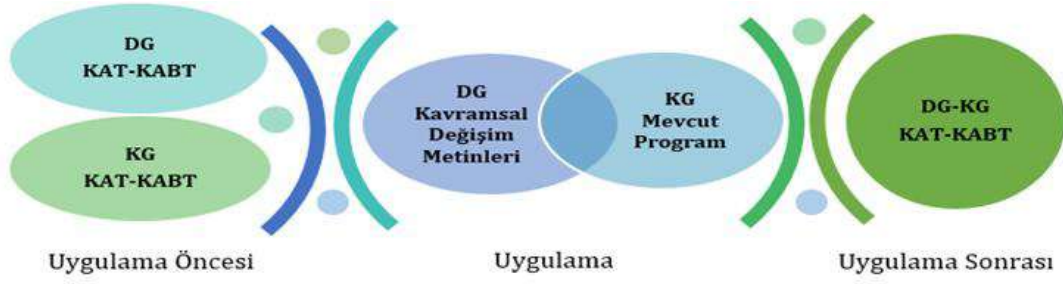 DG
KAT-KABT
KG
KAT-KABT
DG
Kavramsal
Değişim
Metinleri
KG
Mevcut
Program
DG-KG
KAT-KABT
Uygulama Öncesi
Uygulama
Uygulama Sonrası